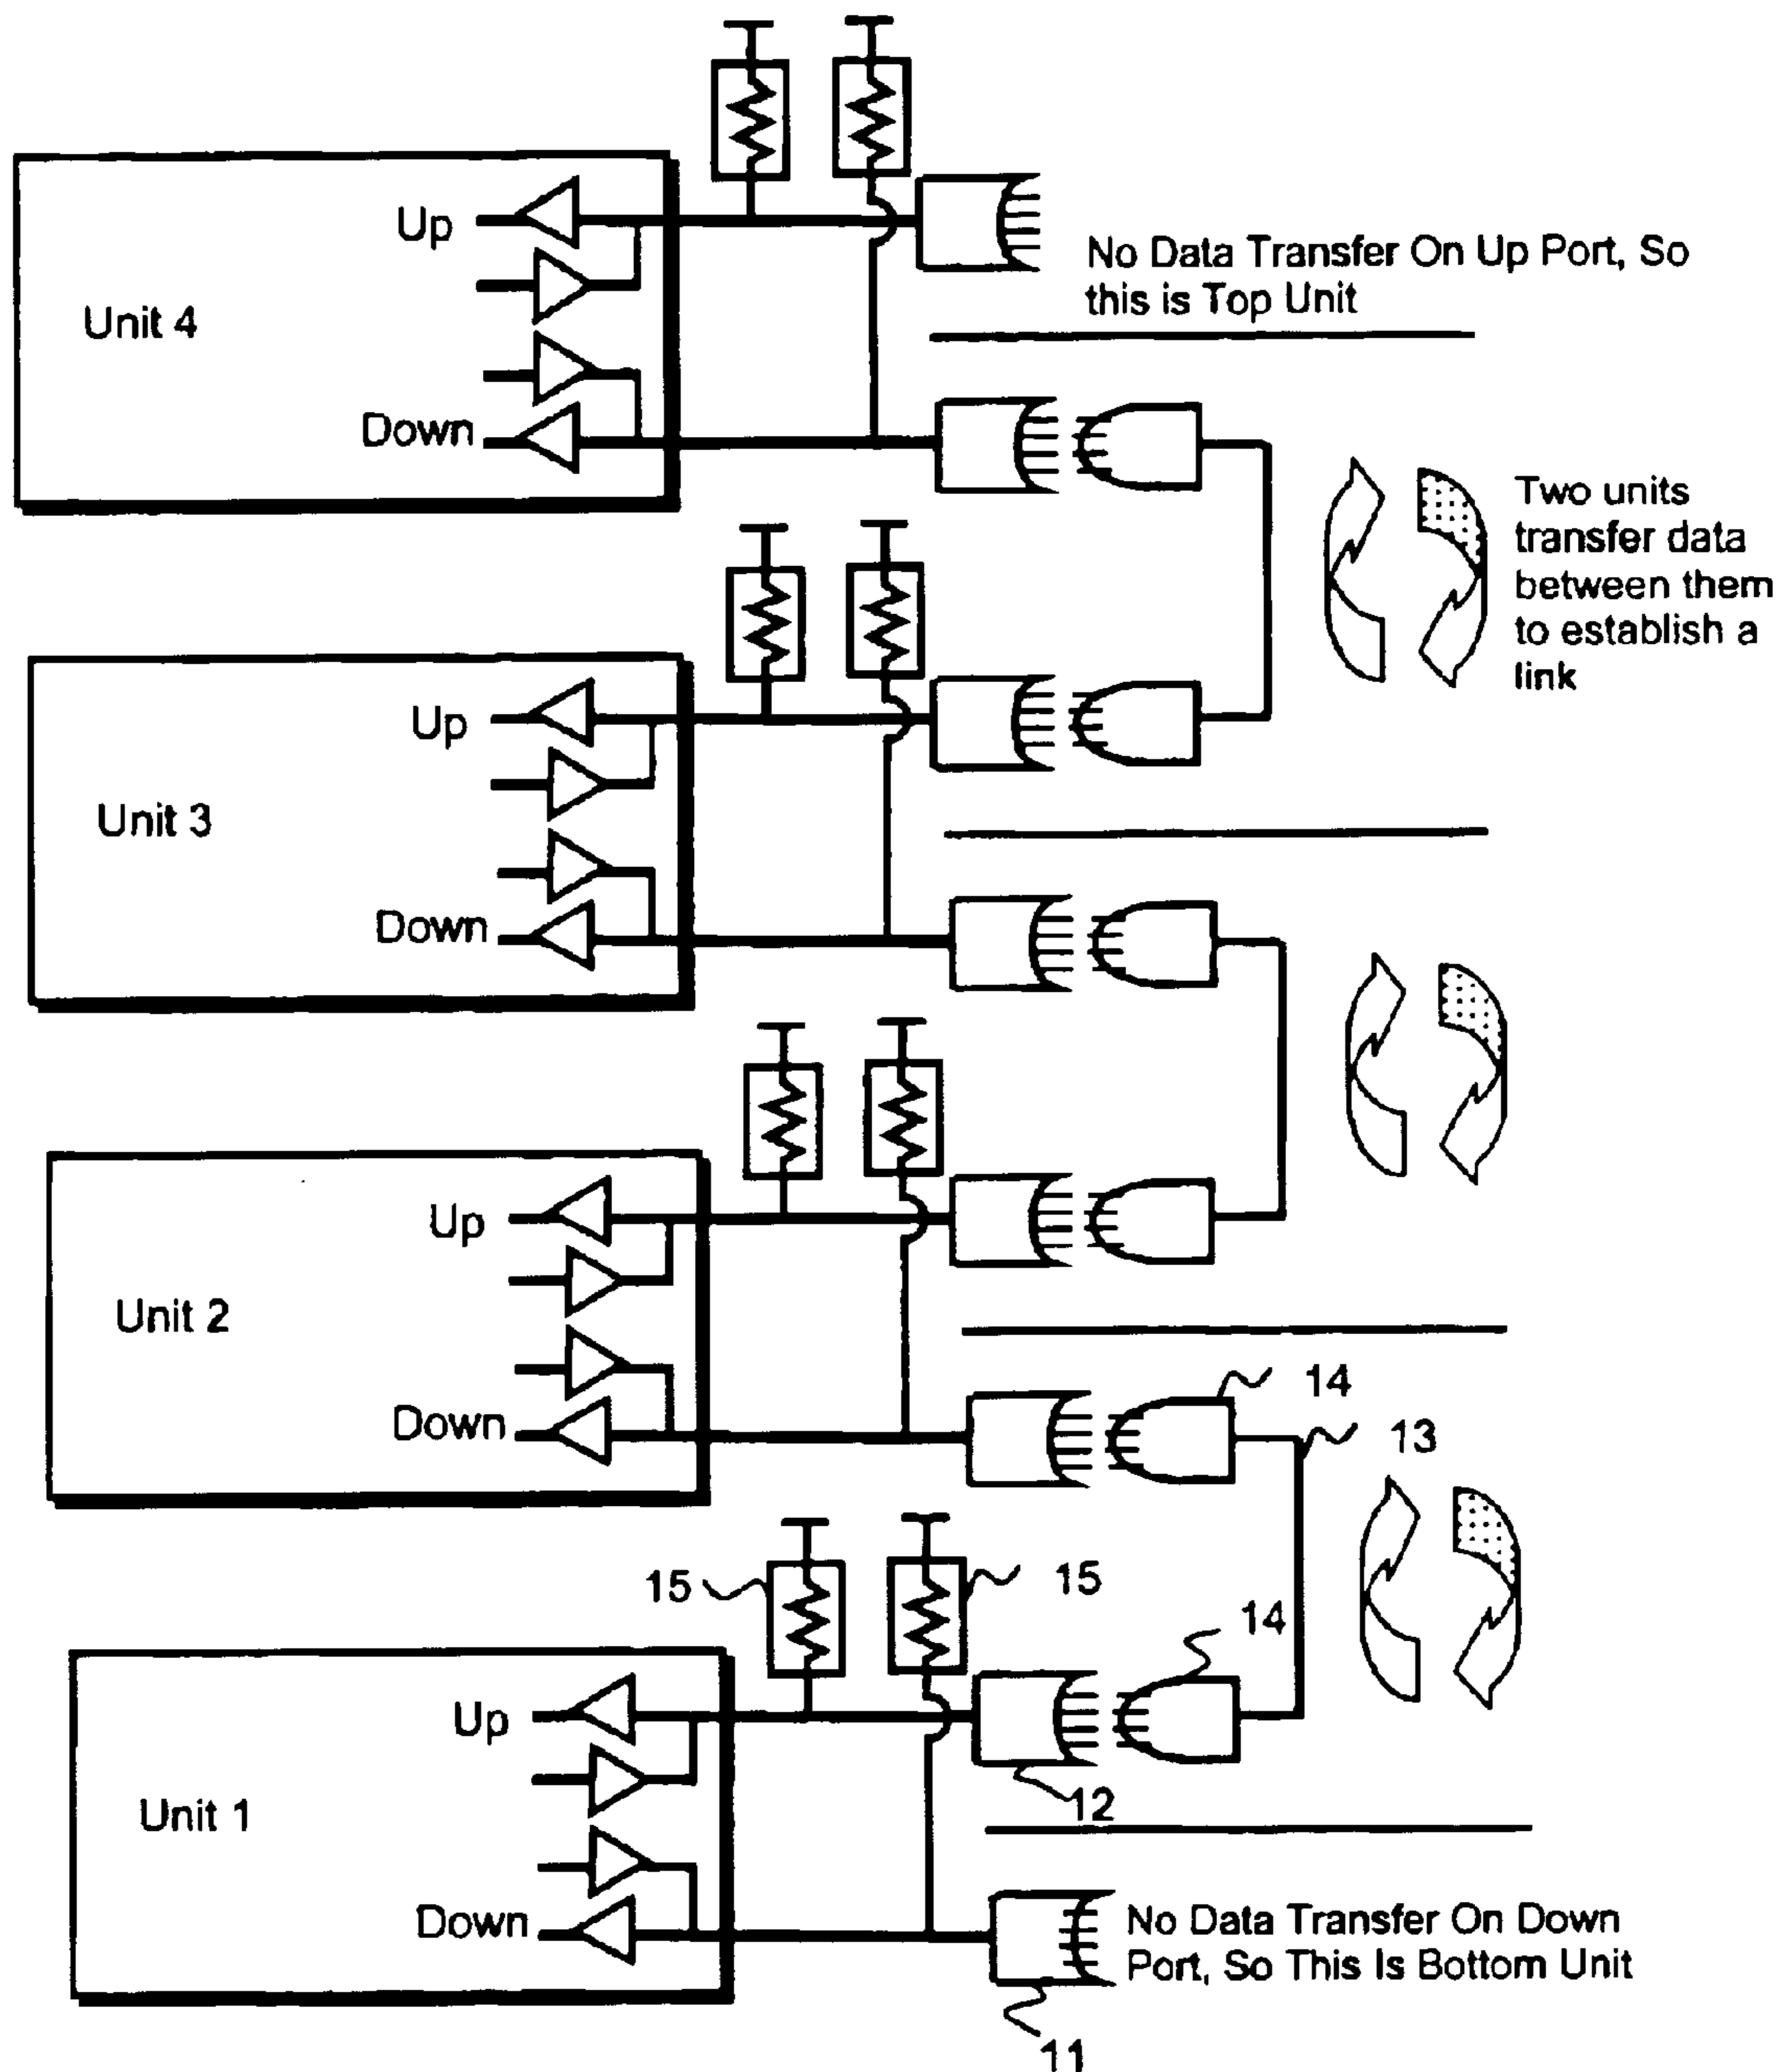 Up
No Data Transfer On Up Port, So
this is Top Unit
Unit 4
Down
Two units
transfer data
between them
to establish a
link
Up
Unit 3
Down
Up
Unit 2
14
Down
13
15
15
14
Up
12
Unit 1
Down
No Data Transfer On Down
Port, So This Is Bottom Unit
11